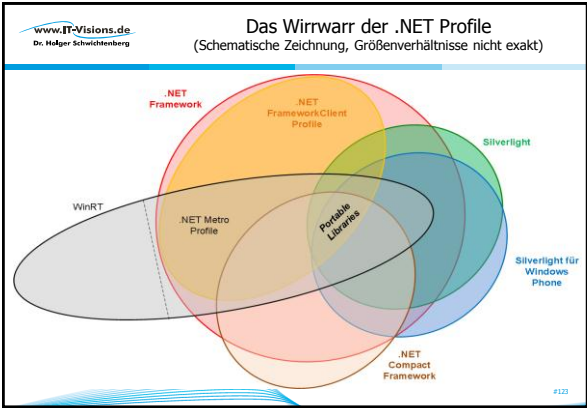 www.IT-Visions.de
Dr. Holger Schwichtenberg
Das Wirrwarr der .NET Profile
(Schematische Zeichnung, Größenverhältnisse nicht exakt)
.NET
Framework
.NET
FrameworkClient
Profile
Silverlight
WinRT
.NET Metro
Profile
Portable
Libraries
Silverlight für
Windows
Phone
.NET
Compact
Framework
#123